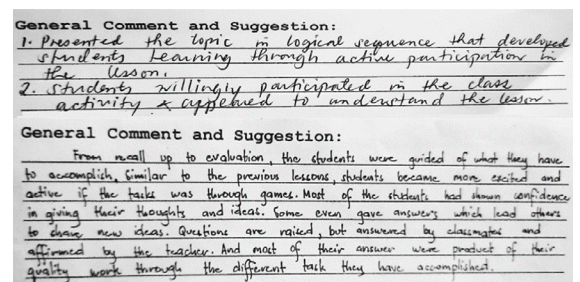 General Comment and Suggestion:
1. Presented the topic in logical sequence that developed
students learning through active participation in
the lesson.
2. students willingly participated in the class
activity & appeared to understand the lesson.
General Comment and Suggestion:
From recall up to evaluation, the students were guided of what they have
to accomplish, Similar to the previous lessons, students became more excited and
active if the tasks was through games. Most of the students had shown confidence
in giving their thoughts and ideas. Some even gave answers which lead others
to share new ideas. Questions are raised, but answered by classmates and
affirmed by the teacher. And most of their answer were product of their
quality work through the different task they have accomplished.